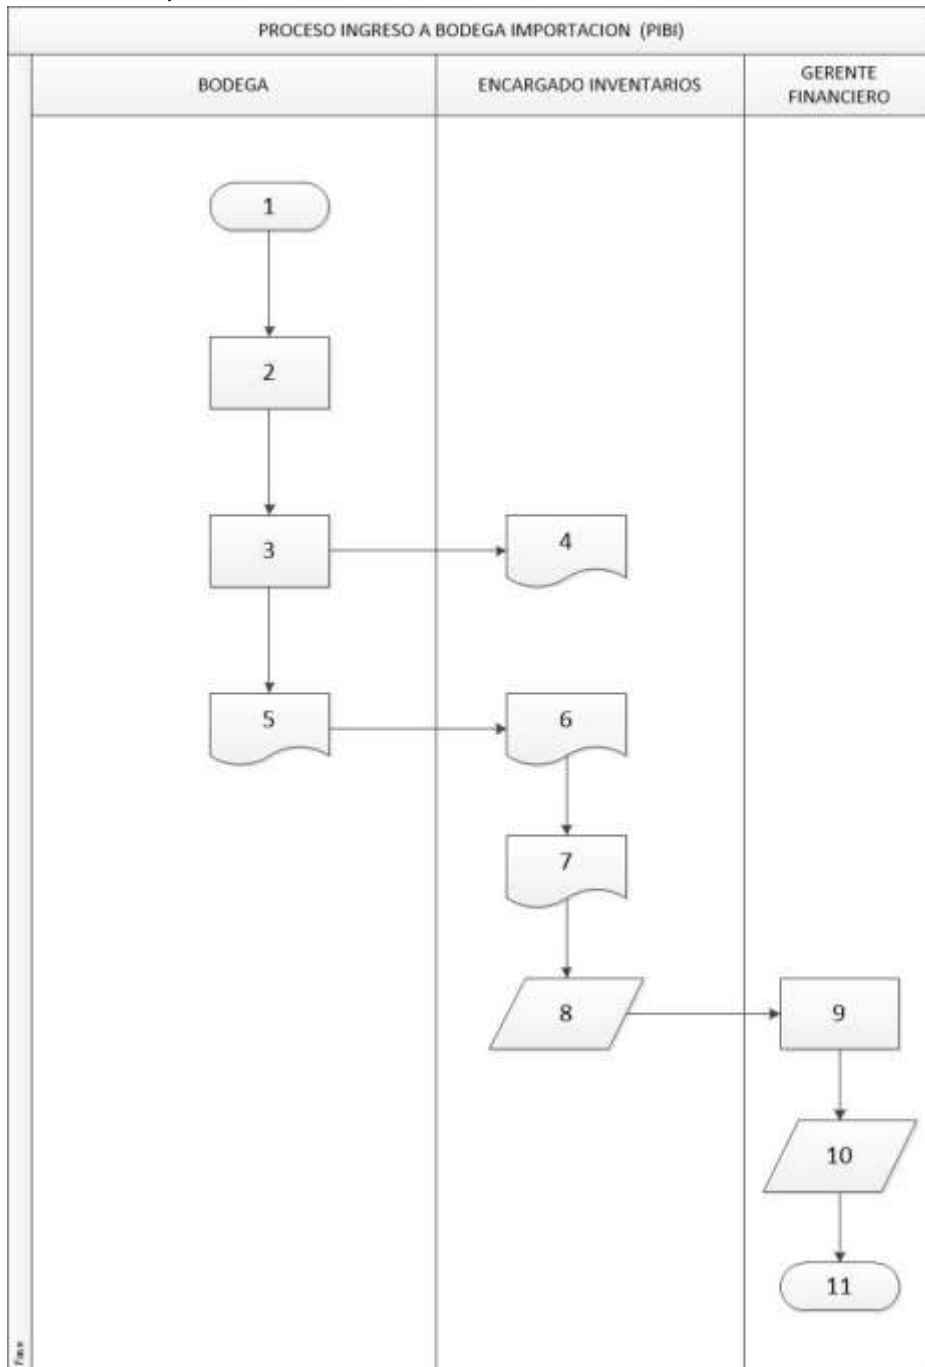 PROCESO INGRESO A BODEGA IMPORTACION (PIBI)
BODEGA
ENCARGADO INVENTARIOS
GERENTE
FINANCIERO
1
2
3
4
5
6
7
8
9
10
11
Fase